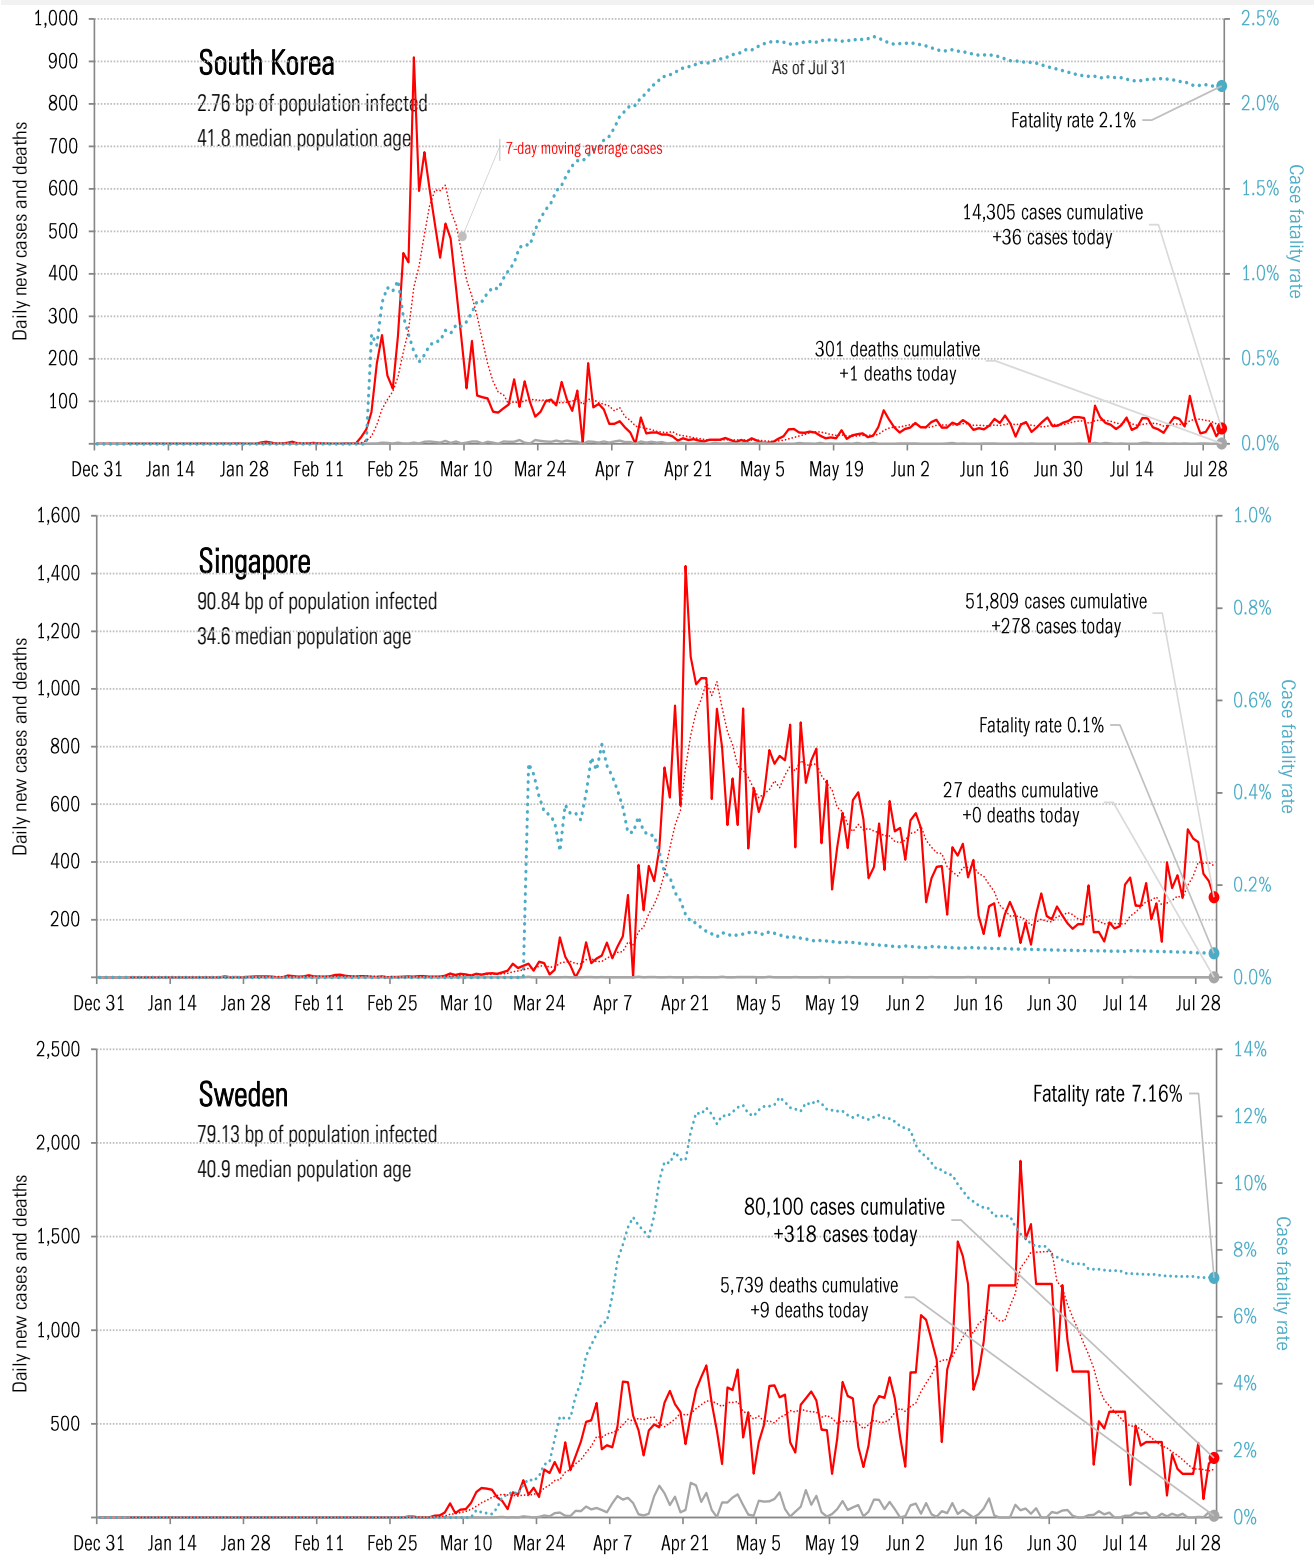 1,000
900
800
700
600
500
400
300
200
100
Daily new cases and deaths
South Korea
2.76 bp of population infected
41.8 median population age
7-day moving average cases
As of Jul 31
Fatality rate 2.1%
14,305 cases cumulative
+36 cases today
301 deaths cumulative
+1 deaths today
2.5%
2.0%
1.5%
1.0%
0.5%
0.0%
Case fatality rate
Dec 31 Jan 14 Jan 28 Feb 11 Feb 25 Mar 10 Mar 24 Apr 7 Apr 21 May 5 May 19 Jun 2 Jun 16 Jun 30 Jul 14 Jul 28
1,600
1,400
1,200
1,000
800
600
400
200
Daily new cases and deaths
Singapore
90.84 bp of population infected
34.6 median population age
51,809 cases cumulative
+278 cases today
Fatality rate 0.1%
27 deaths cumulative
+0 deaths today
1.0%
0.8%
0.6%
0.4%
0.2%
0.0%
Case fatality rate
Dec 31 Jan 14 Jan 28 Feb 11 Feb 25 Mar 10 Mar 24 Apr 7 Apr 21 May 5 May 19 Jun 2 Jun 16 Jun 30 Jul 14 Jul 28
2,500
2,000
1,500
1,000
500
Daily new cases and deaths
Sweden
79.13 bp of population infected
40.9 median population age
Fatality rate 7.16%
80,100 cases cumulative
+318 cases today
5,739 deaths cumulative
+9 deaths today
14%
12%
10%
8%
6%
4%
2%
0%
Case fatality rate
Dec 31 Jan 14 Jan 28 Feb 11 Feb 25 Mar 10 Mar 24 Apr 7 Apr 21 May 5 May 19 Jun 2 Jun 16 Jun 30 Jul 14 Jul 28